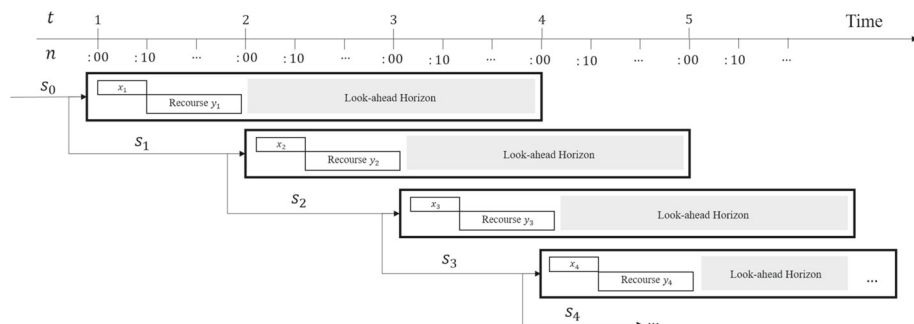 t 1 2 3 4 5 Time
n :00 :10 ... :00 :10 ... :00 :10 ... :00 :10 ... :00 :10 ...
s₀
x₁
Recourse y₁
Look-ahead Horizon
s₁
x₂
Recourse y₂
Look-ahead Horizon
s₂
x₃
Recourse y₃
Look-ahead Horizon
s₃
x₄
Recourse y₄
Look-ahead Horizon
...
s₄
...